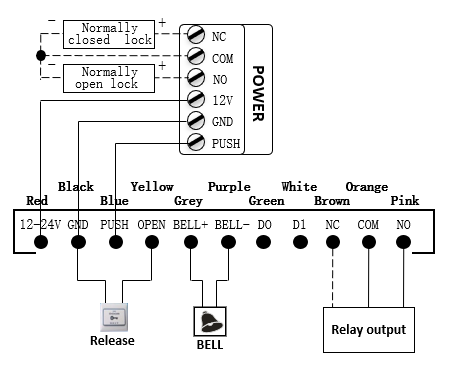 − Normally closed lock +
NC
COM
− Normally open lock +
NO
12V
GND
PUSH
POWER
Black Yellow Purple White Orange
Red Blue Grey Green Brown Pink
12-24V GND PUSH OPEN BELL+ BELL- D0 D1 NC COM NO
Release
BELL
Relay output